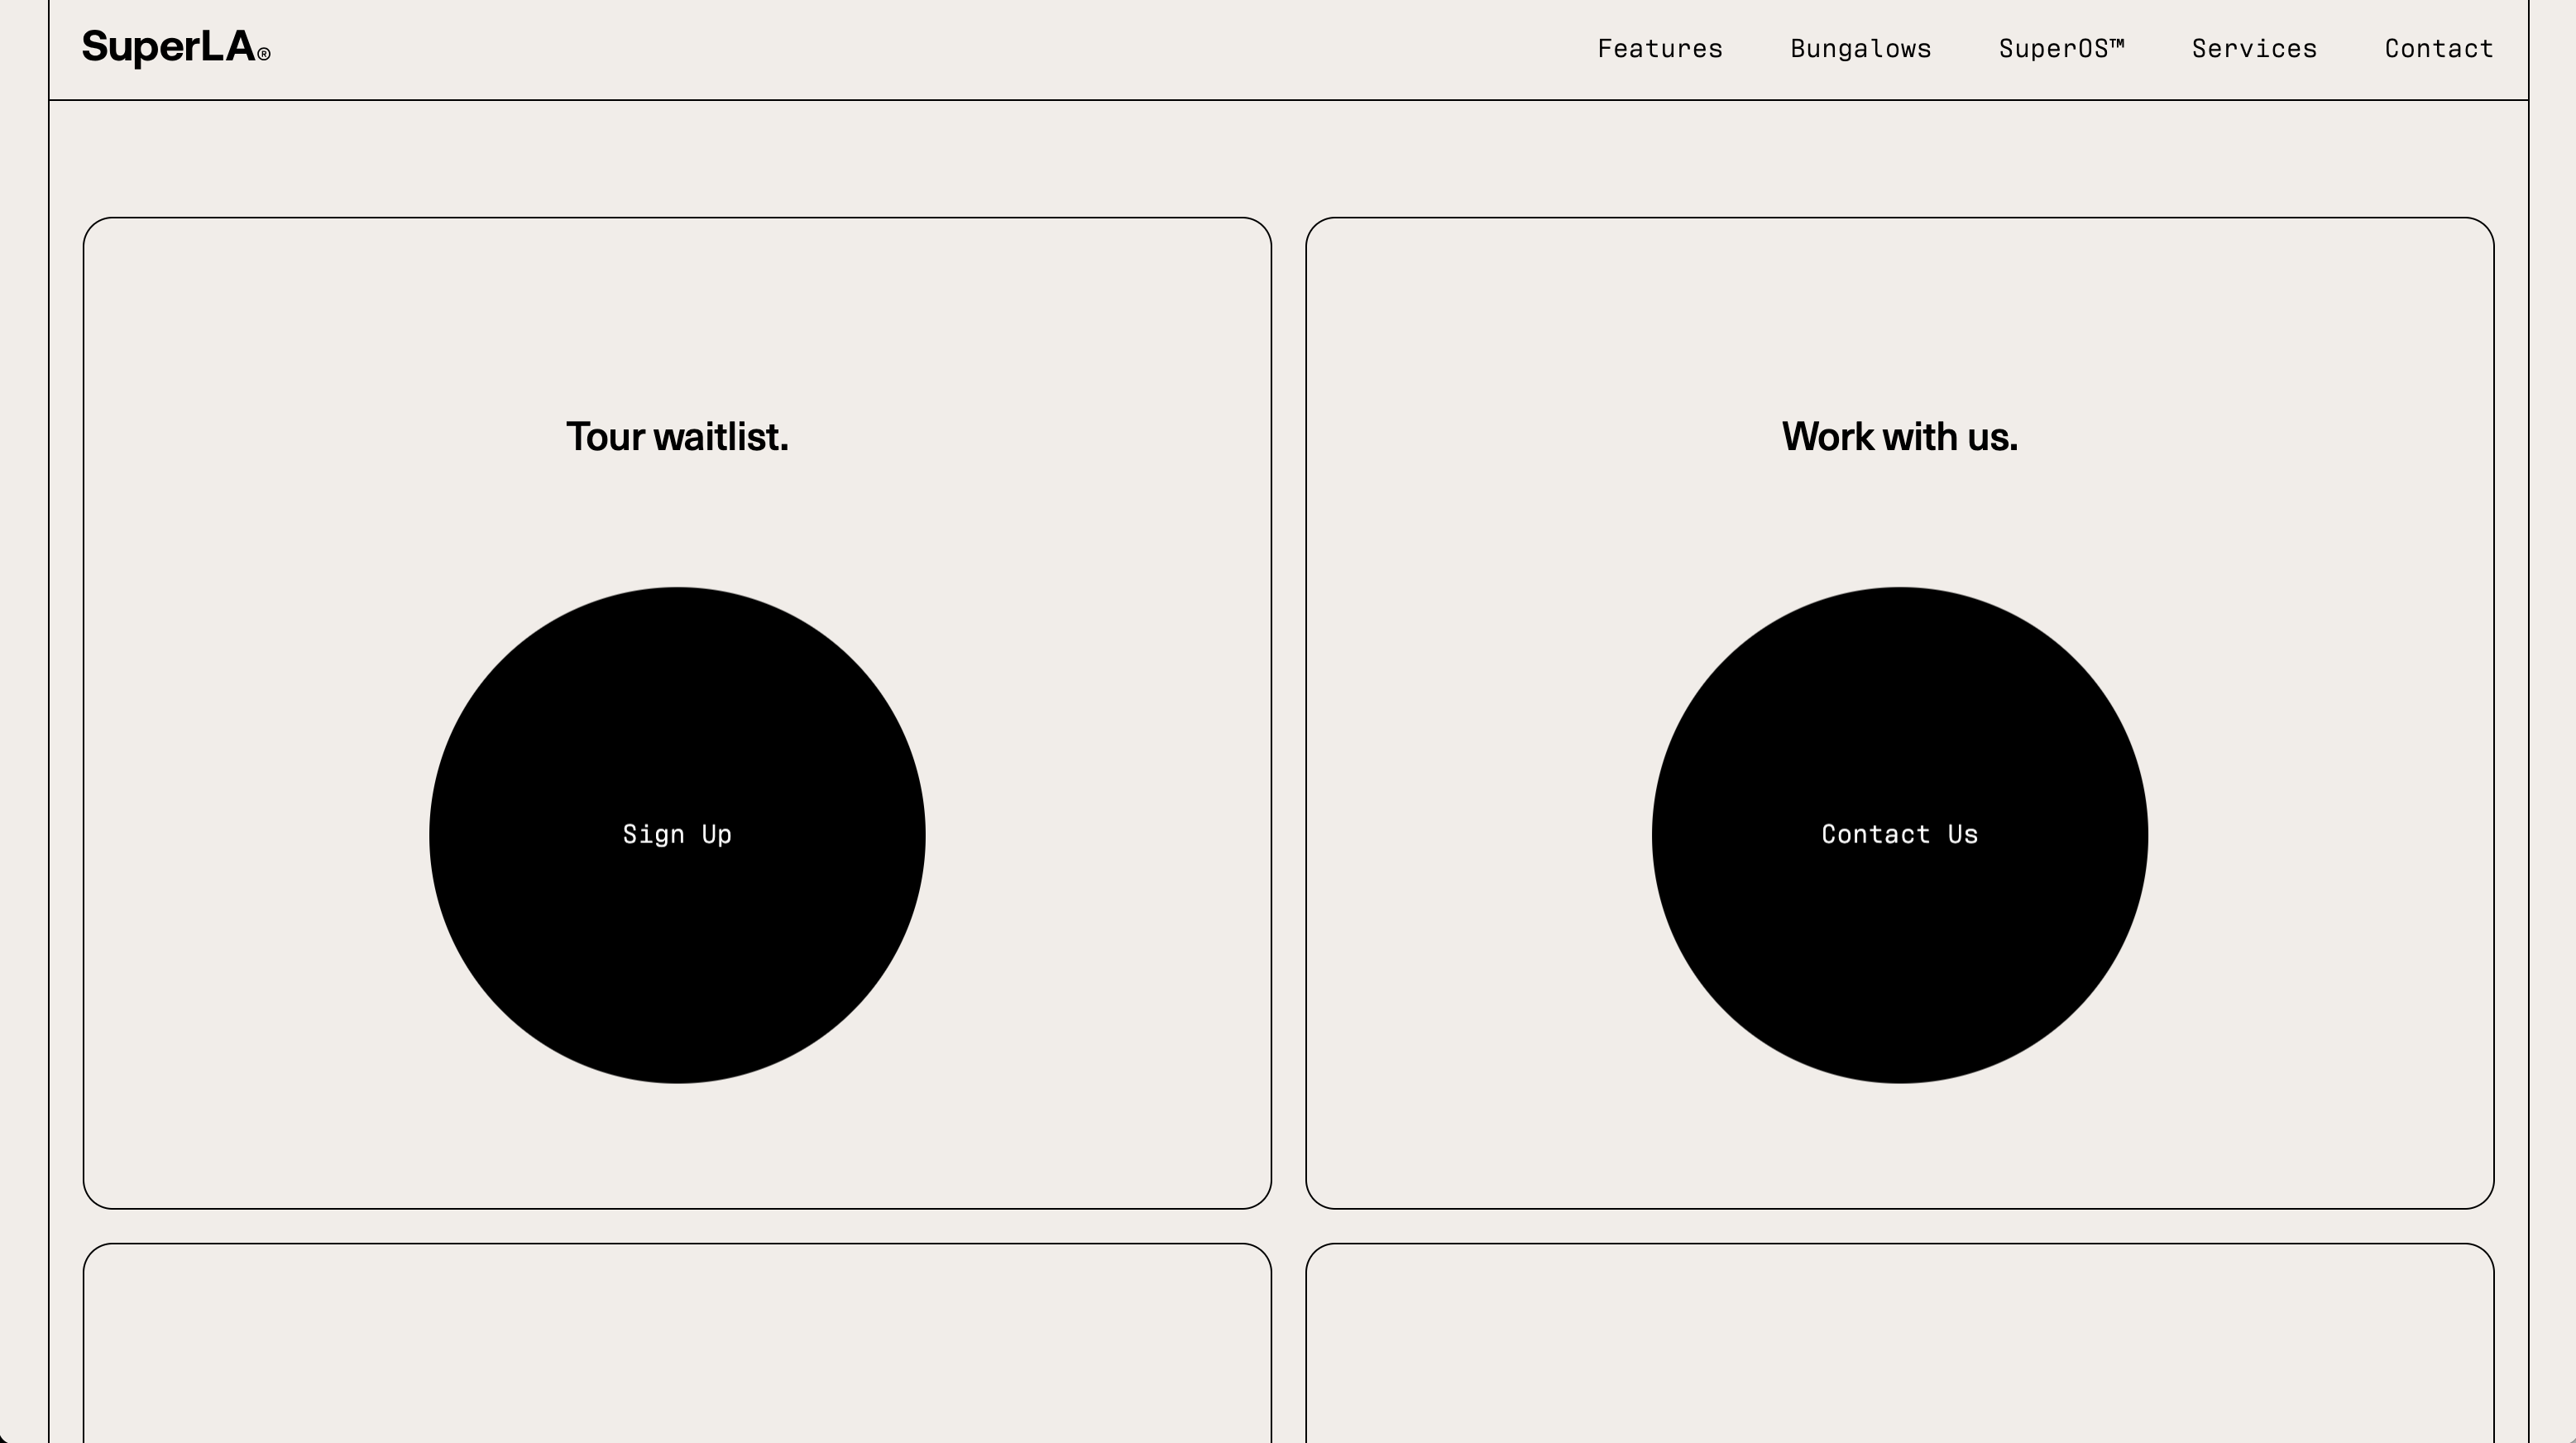 SuperLA®
Features Bungalows SuperOS™ Services Contact
Tour waitlist.
Sign Up
Work with us.
Contact Us